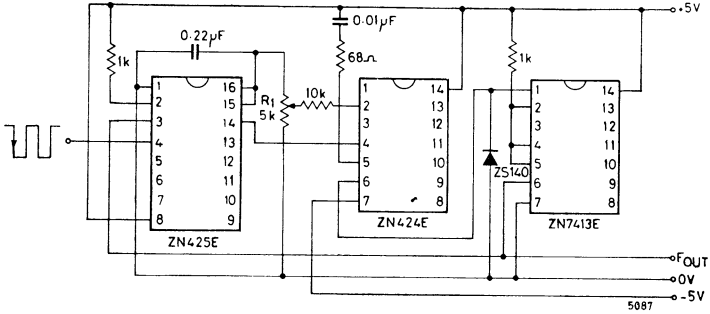 +5V
0.01μF
0.22μF
68Ω
1k
1k
R1
5k
10k
1 16
2 15
3 14
4 13
5 12
6 11
7 10
8 9
ZN425E
1 14
2 13
3 12
4 11
5 10
6 9
7 8
ZN424E
ZS140
1 14
2 13
3 12
4 11
5 10
6 9
7 8
ZN7413E
FOUT
0V
-5V
5087